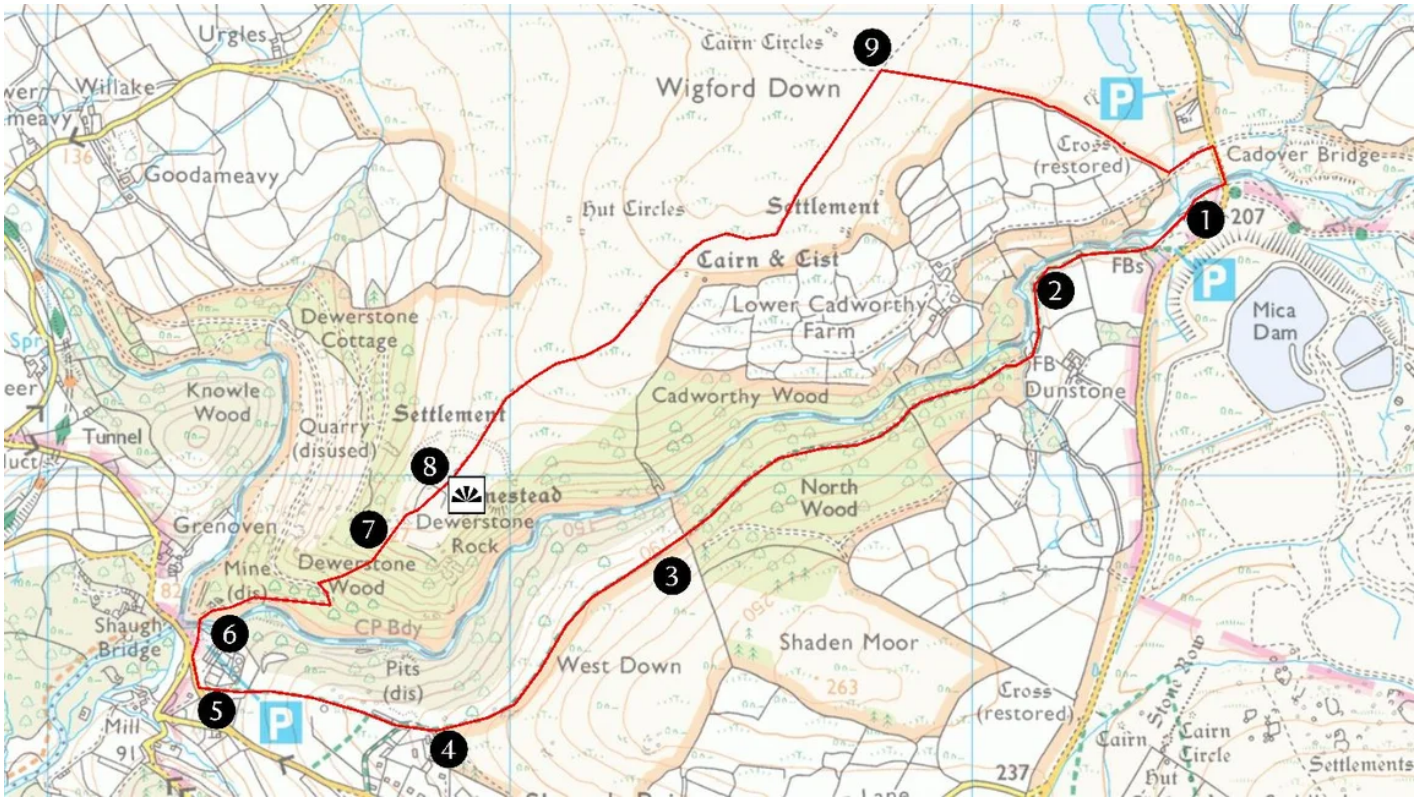 Urgles
Cairn Circles
9
Willake
Wigford Down
P
136
Goodameavy
Cross
(restored)
Cadover Bridge
Hut Circles
Settlement
1
207
Cairn & Cist
FBs
P
2
Dewerstone
Cottage
Lower Cadworthy
Farm
Mica
Dam
Spr
Knowle
Wood
FB
Dunstone
Cadworthy Wood
Settlement
Tunnel
Quarry
(disused)
8
North
Wood
7
Dewerstone
Rock
Grenoven
Mine
(dis)
Dewerstone
Wood
150
3
250
82
Shaugh
Bridge
6
CP Bdy
Shaden Moor
West Down
Pits
(dis)
263
Stone Row
Cross
(restored)
5
P
Mill
91
4
Cairn
Cairn
Circle
Hut
Settlements
237
Lane